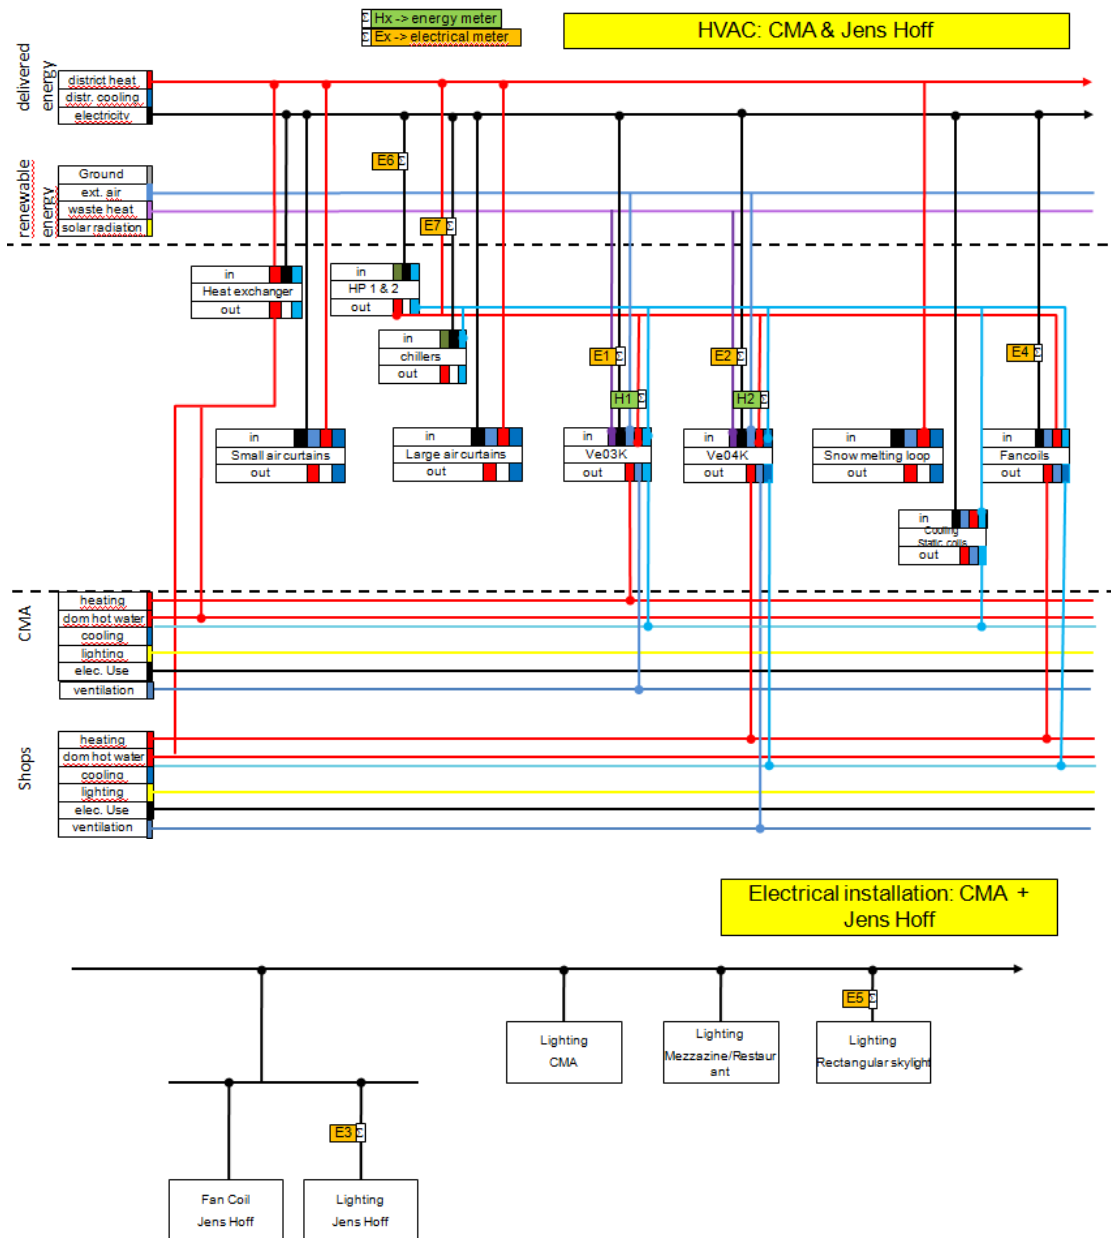 Σ Hx -> energy meter
Σ Ex -> electrical meter
HVAC: CMA & Jens Hoff
delivered
energy
district heat
distr. cooling
electricity
E6 Σ
renewable
energy
Ground
ext. air
waste heat
solar radiation
E7 Σ
in
Heat exchanger
out
in
HP 1 & 2
out
in
chillers
out
E1 Σ
E2 Σ
E4 Σ
H1 Σ
H2 Σ
in
Small air curtains
out
in
Large air curtains
out
in
Ve03K
out
in
Ve04K
out
in
Snow melting loop
out
in
Fancoils
out
in
Cooling
Static coils
out
CMA
heating
dom hot water
cooling
lighting
elec. Use
ventilation
Shops
heating
dom hot water
cooling
lighting
elec. Use
ventilation
Electrical installation: CMA +
Jens Hoff
E5 Σ
Lighting
CMA
Lighting
Mezzazine/Restaur
ant
Lighting
Rectangular skylight
E3 Σ
Fan Coil
Jens Hoff
Lighting
Jens Hoff